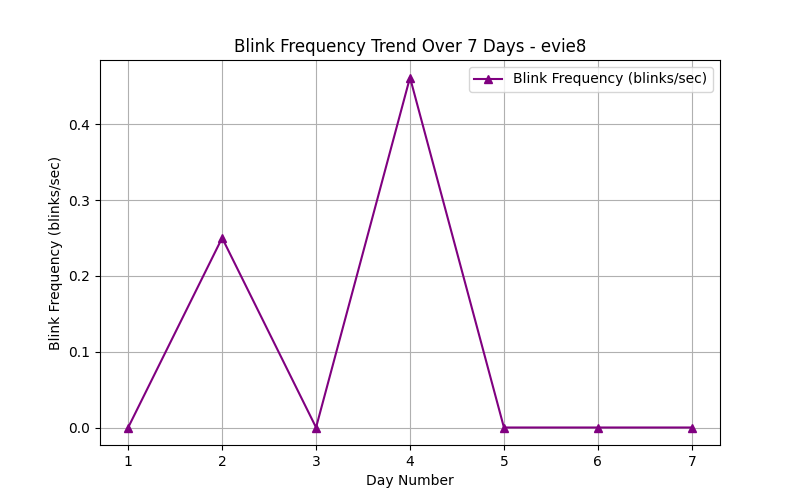 Blink Frequency Trend Over 7 Days - evie8
Blink Frequency (blinks/sec)
Blink Frequency (blinks/sec)
0.4
0.3
0.2
0.1
0.0
1 2 3 4 5 6 7
Day Number